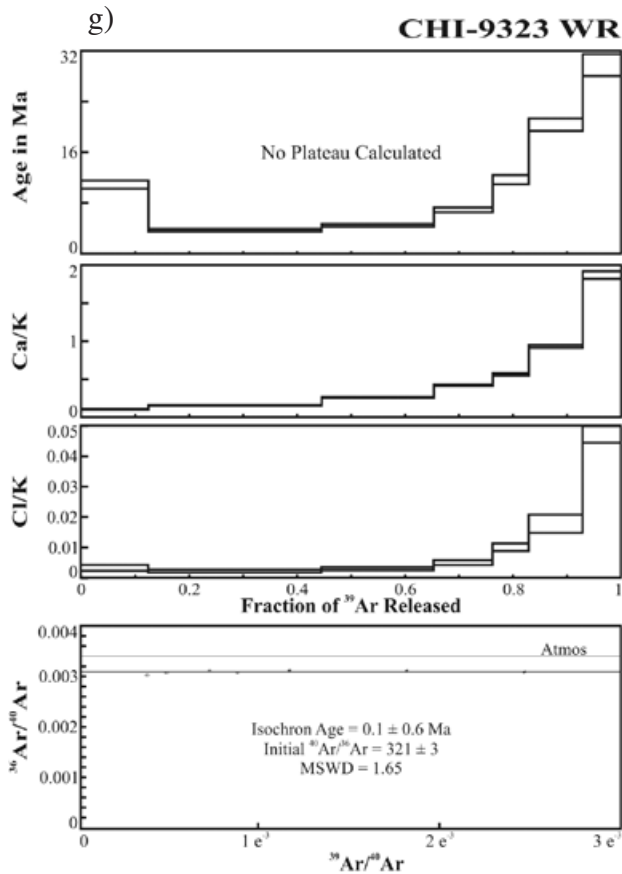 g)
CHI-9323 WR
32
16
0
Age in Ma
No Plateau Calculated
2
1
0
Ca/K
0.05
0.04
0.03
0.02
0.01
0
Cl/K
0 0.2 0.4 0.6 0.8 1
Fraction of ³⁹Ar Released
0.004
0.003
0.002
0.001
0
³⁶Ar/⁴⁰Ar
Atmos
Isochron Age = 0.1 ± 0.6 Ma
Initial ⁴⁰Ar/³⁶Ar = 321 ± 3
MSWD = 1.65
0 1 e⁻³ 2 e⁻³ 3 e⁻³
³⁹Ar/⁴⁰Ar